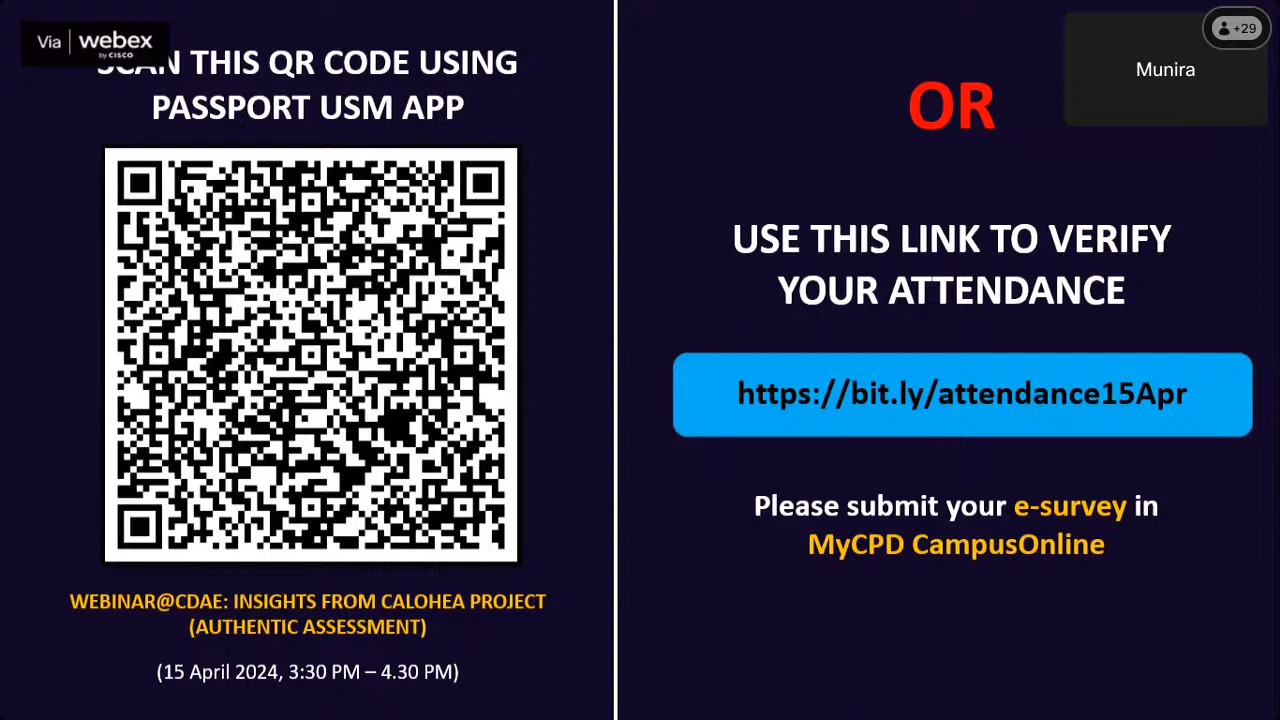 Via webex
by CISCO
SCAN THIS QR CODE USING
PASSPORT USM APP
WEBINAR@CDAE: INSIGHTS FROM CALOHEA PROJECT
(AUTHENTIC ASSESSMENT)
(15 April 2024, 3:30 PM – 4.30 PM)
+29
Munira
OR
USE THIS LINK TO VERIFY
YOUR ATTENDANCE
https://bit.ly/attendance15Apr
Please submit your e-survey in
MyCPD CampusOnline